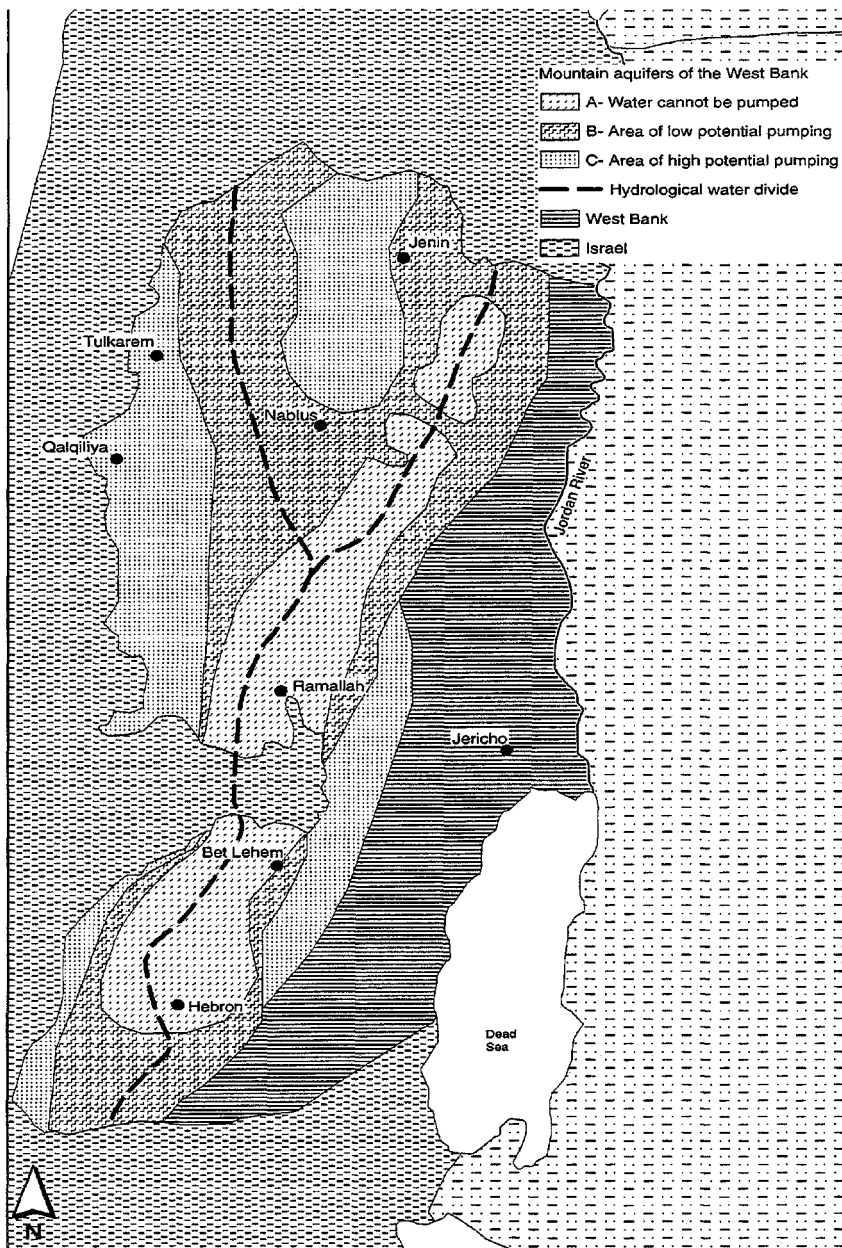 Mountain aquifers of the West Bank
A- Water cannot be pumped
B- Area of low potential pumping
C- Area of high potential pumping
Hydrological water divide
West Bank
Israel
Jenin
Tulkarem
Nablus
Qalqiliya
Jordan River
Ramallah
Jericho
Bet Lehem
Hebron
Dead
Sea
N